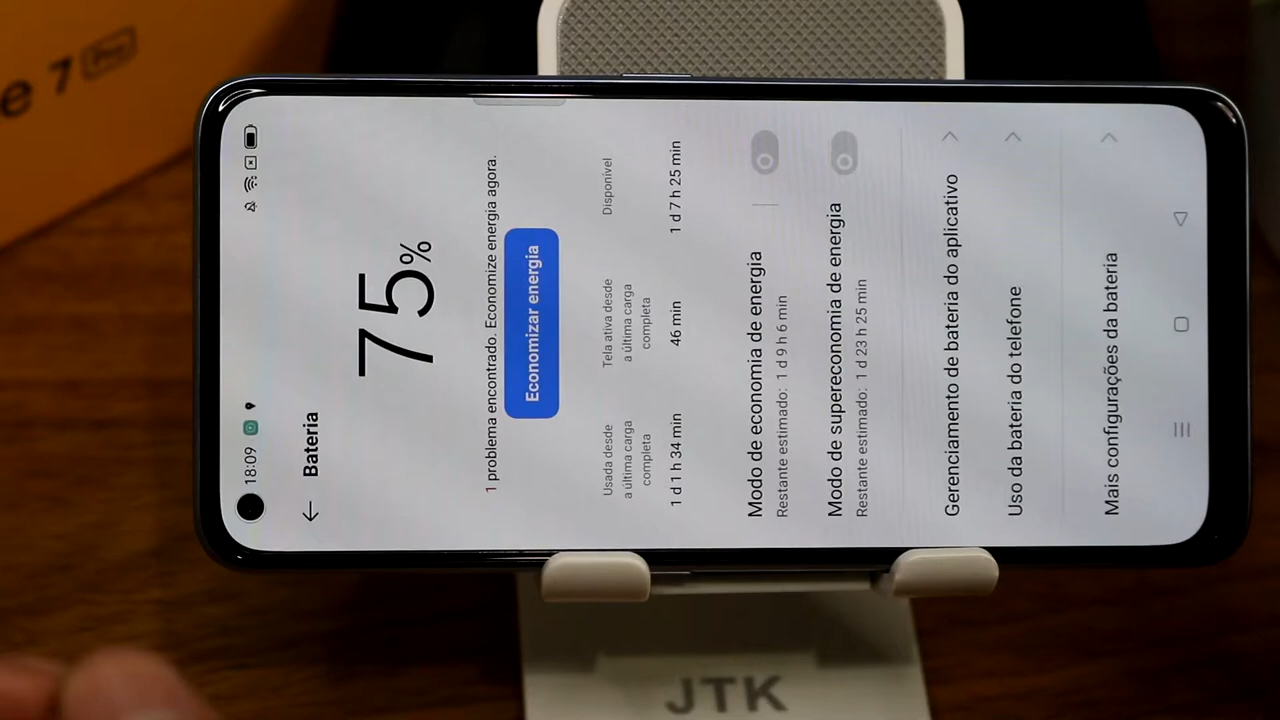 e 7 Pro
18:09
← Bateria
75%
1 problema encontrado. Economize energia agora.
Economizar energia
Usada desde
a última carga
completa
1 d 1 h 34 min
Tela ativa desde
a última carga
completa
46 min
Disponível
1 d 7 h 25 min
Modo de economia de energia
Restante estimado: 1 d 9 h 6 min
Modo de supereconomia de energia
Restante estimado: 1 d 23 h 25 min
Gerenciamento de bateria do aplicativo
Uso da bateria do telefone
Mais configurações da bateria
JTK